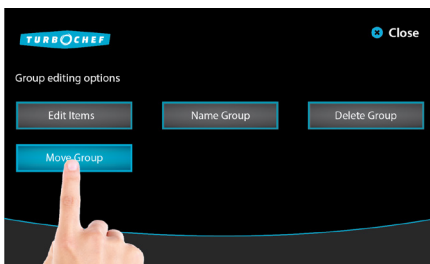 TURBOCHEF
Close
Group editing options
Edit Items
Name Group
Delete Group
Move Group